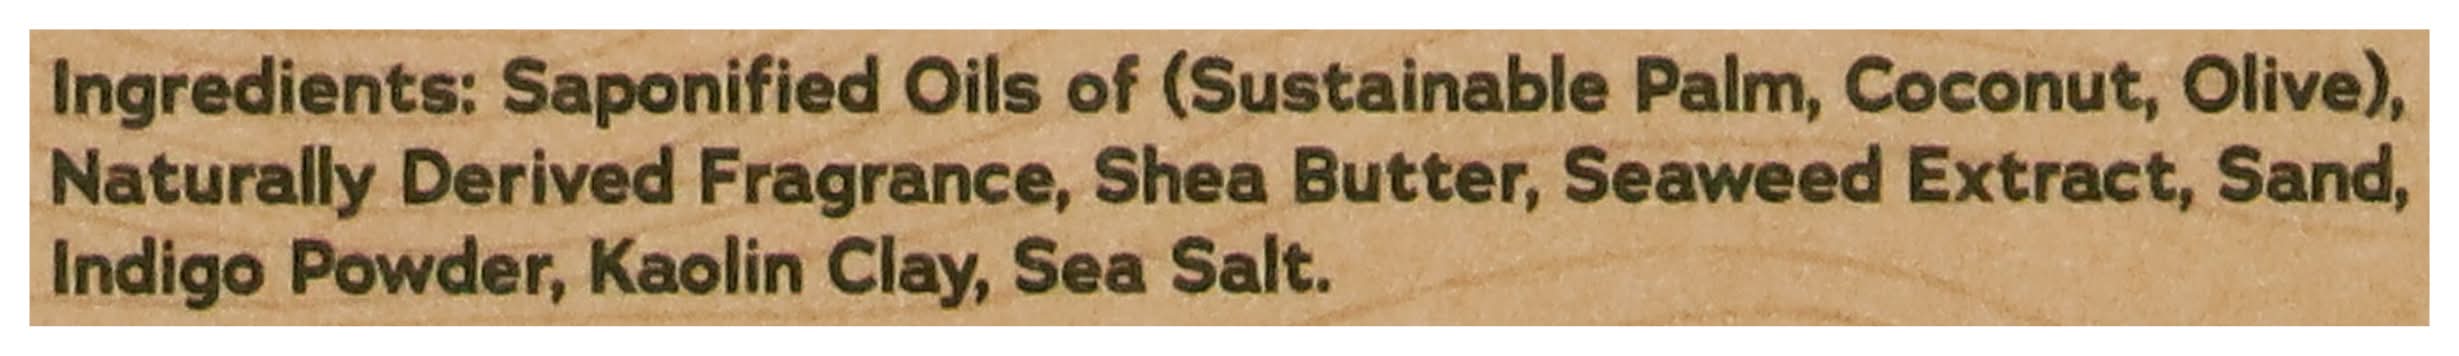 Ingredients: Saponified Oils of (Sustainable Palm, Coconut, Olive),
Naturally Derived Fragrance, Shea Butter, Seaweed Extract, Sand,
Indigo Powder, Kaolin Clay, Sea Salt.